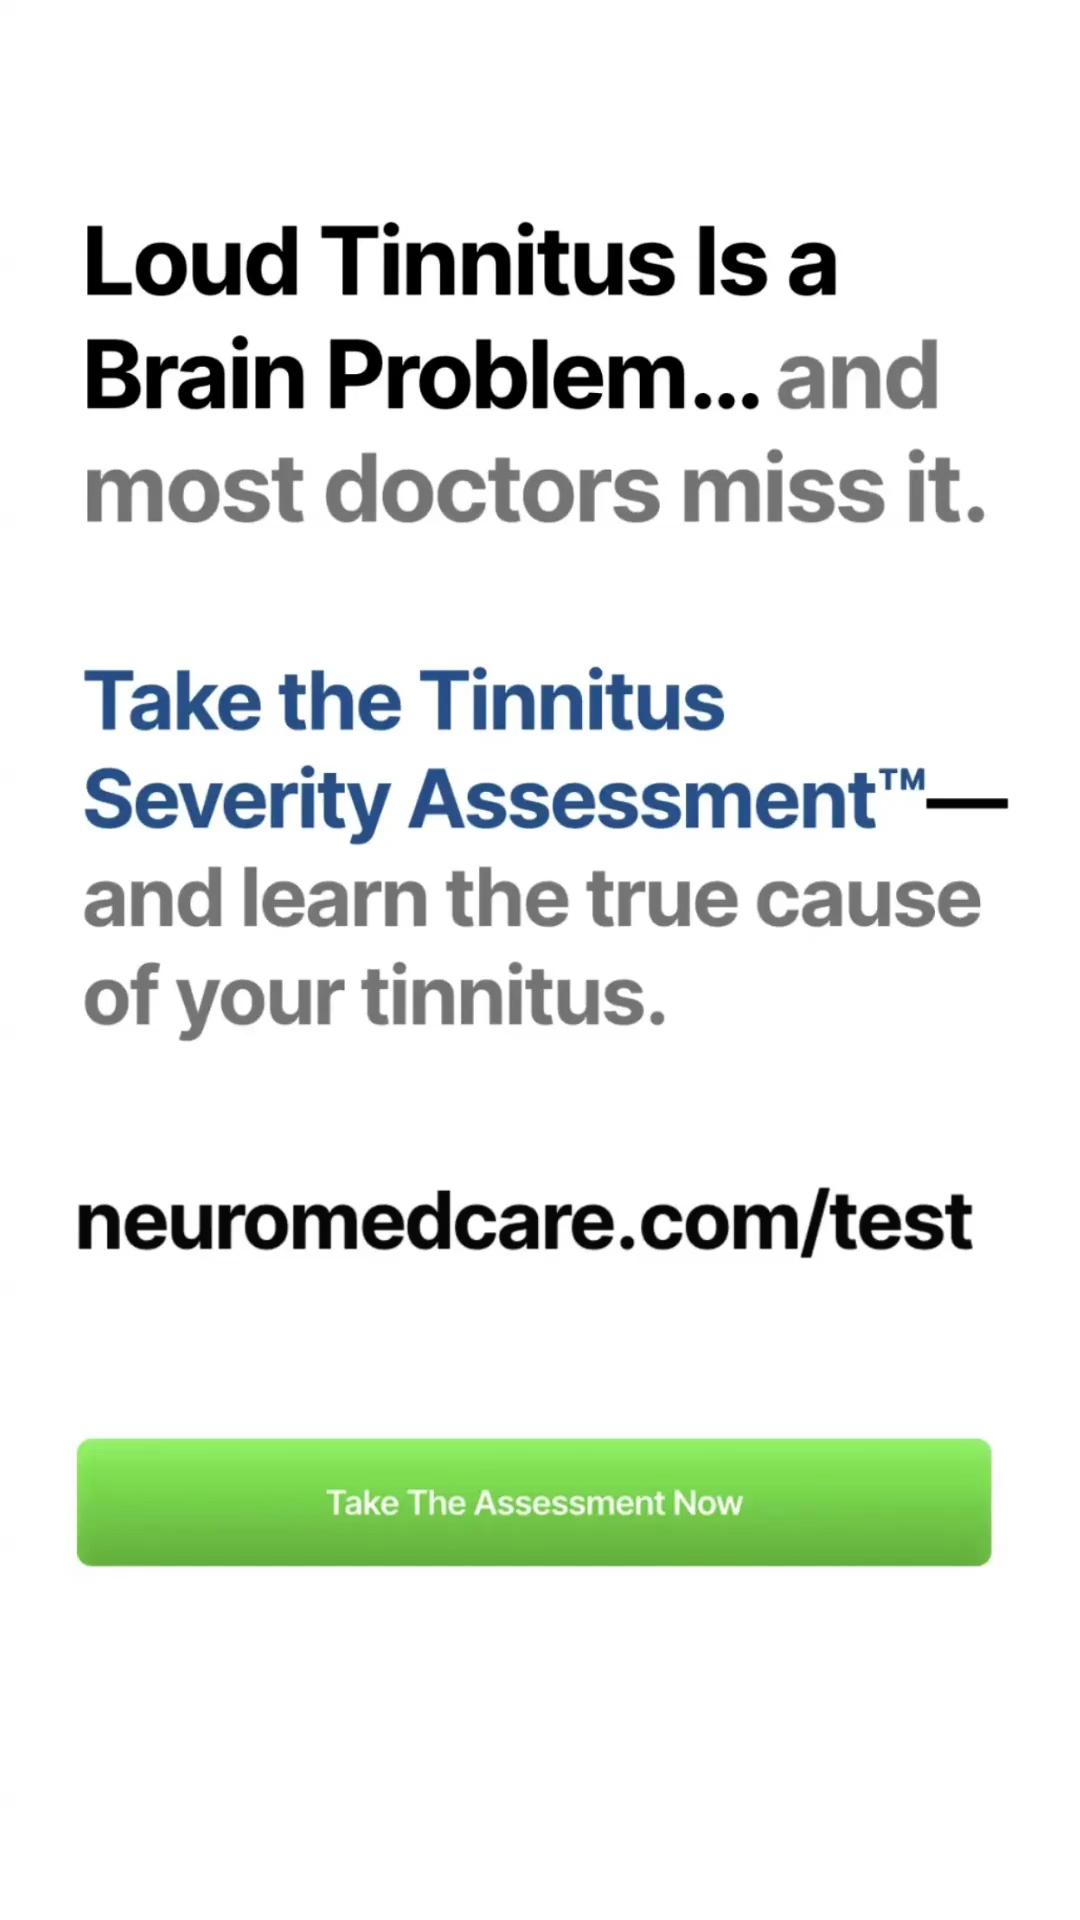 Loud Tinnitus Is a
Brain Problem... and
most doctors miss it.
Take the Tinnitus
Severity Assessment™—
and learn the true cause
of your tinnitus.
neuromedcare.com/test
Take The Assessment Now